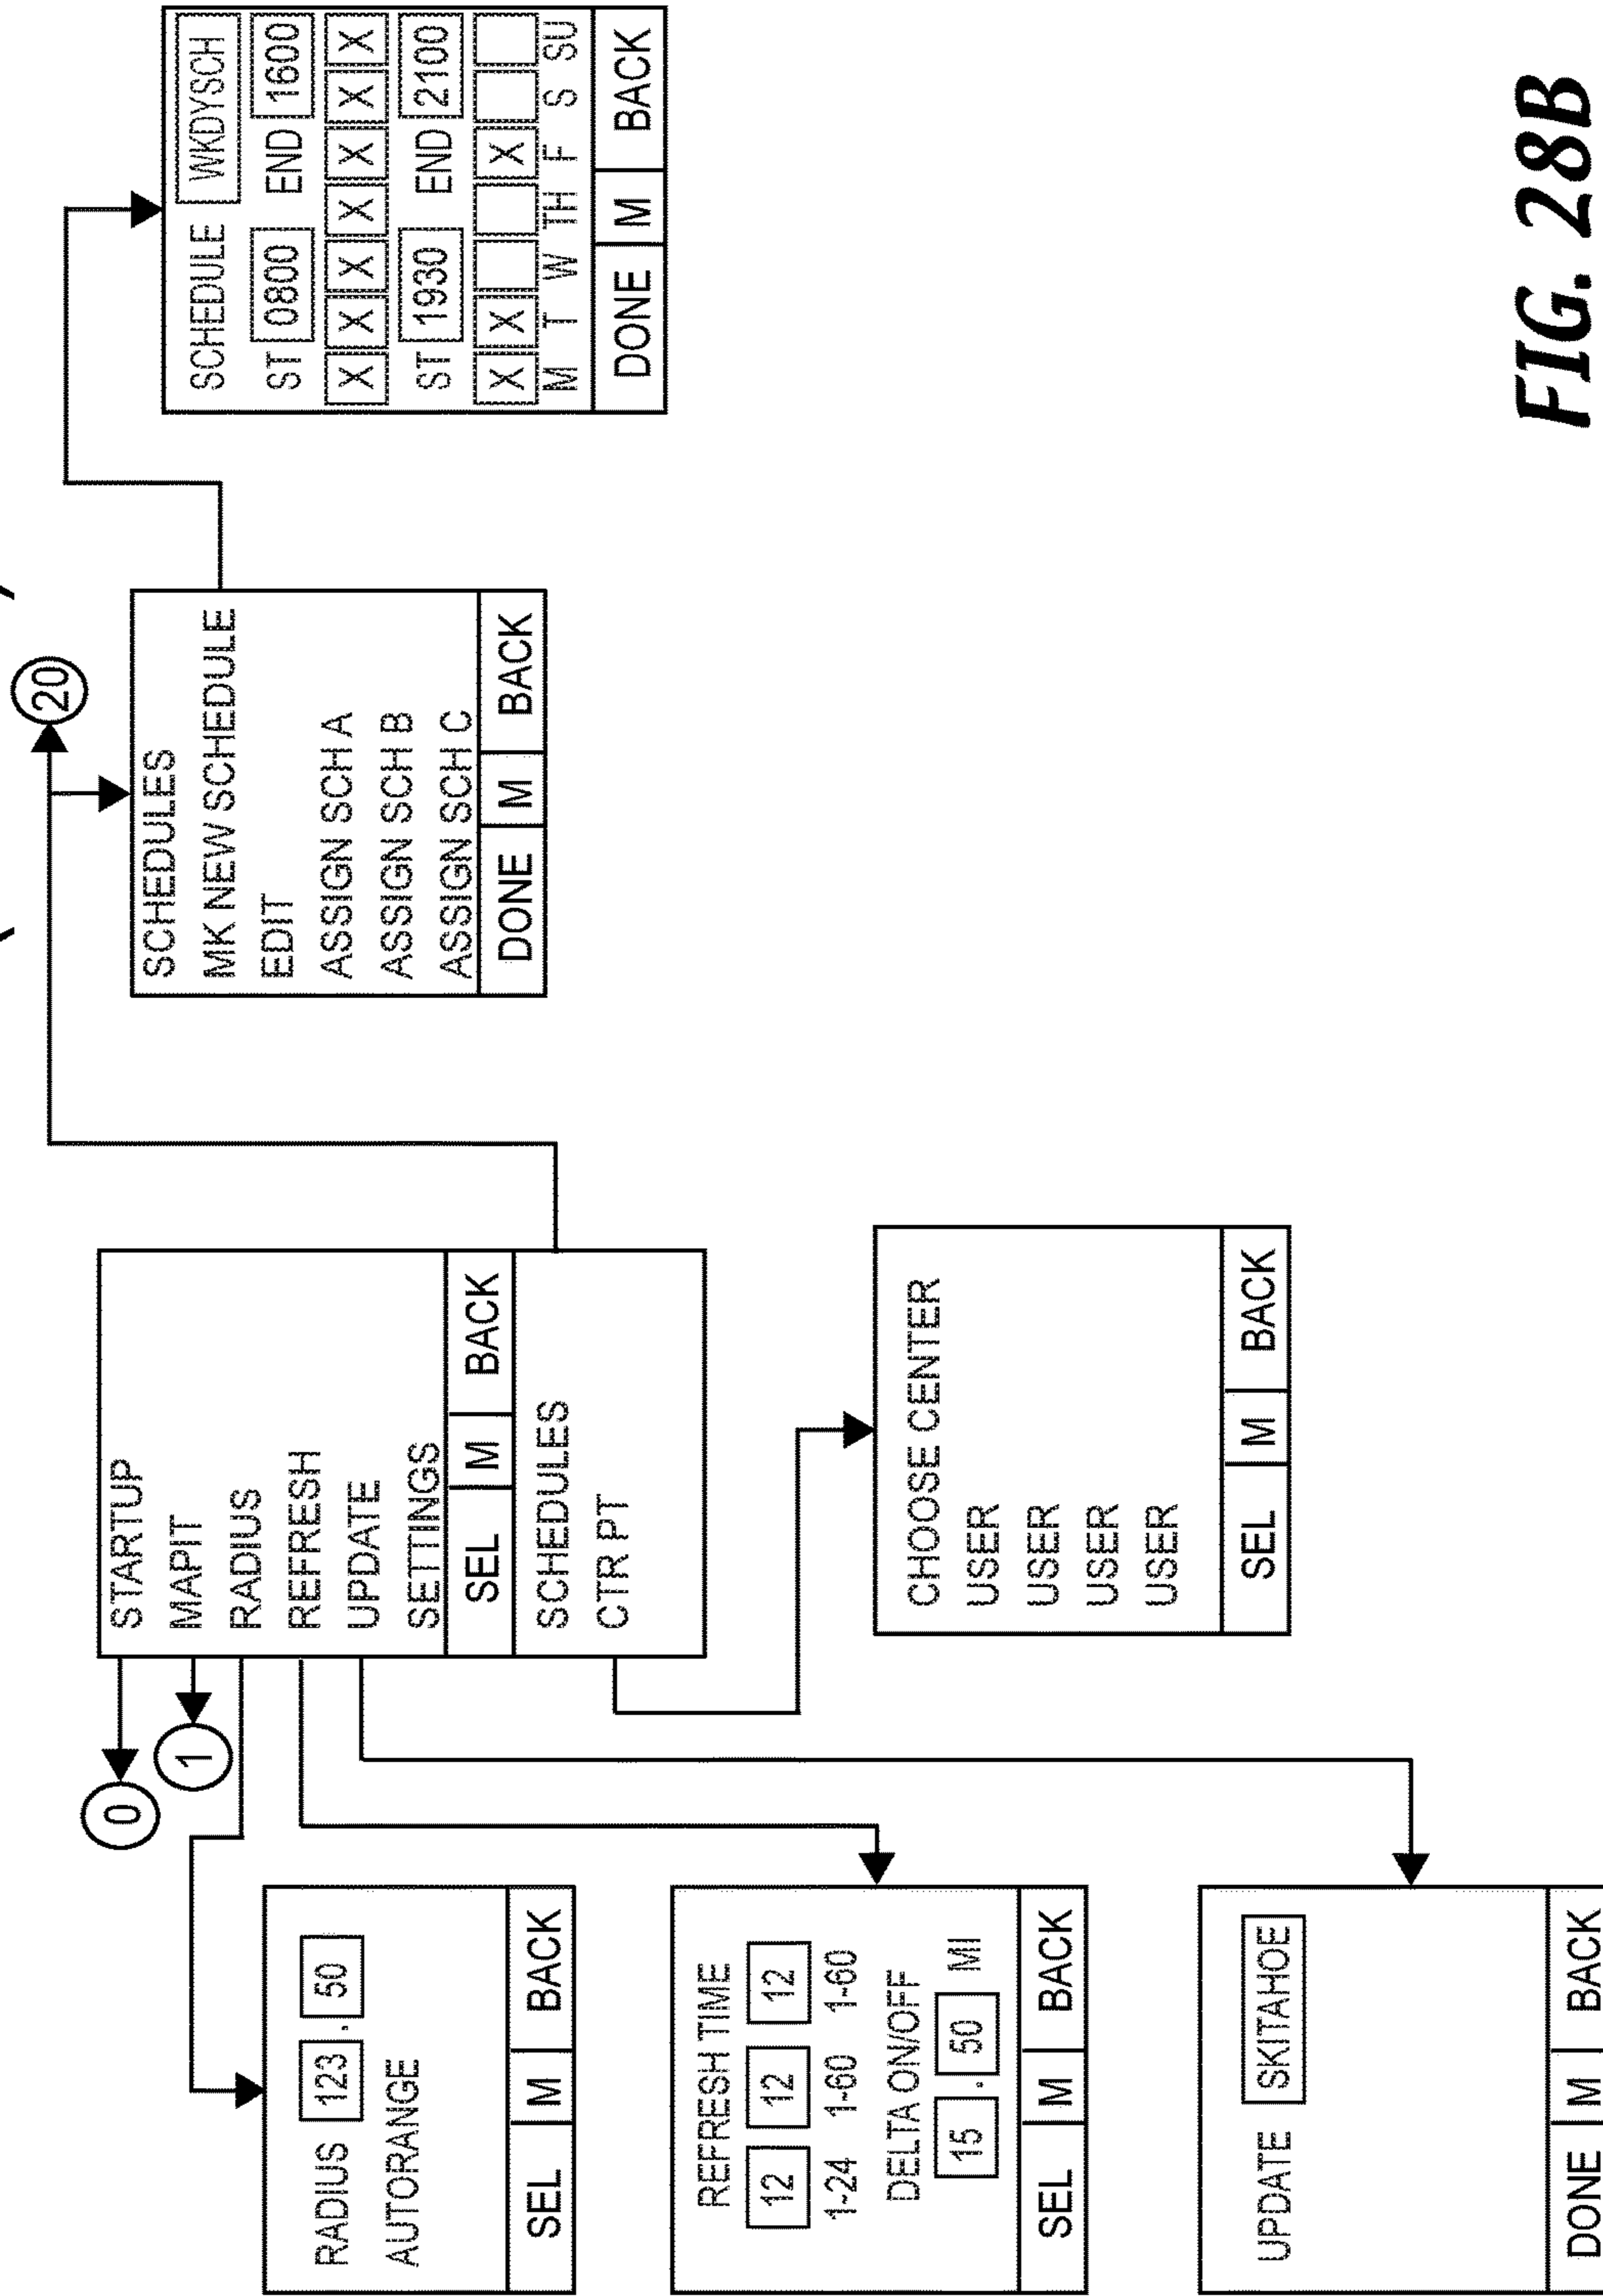 0
1
20
STARTUP
MAPIT
RADIUS
REFRESH
UPDATE
SETTINGS
SEL M BACK
SCHEDULES
CTR PT
RADIUS 123 . 50
AUTORANGE
SEL M BACK
REFRESH TIME
12 12 12
1-24 1-60 1-60
DELTA ON/OFF
15 . 50 MI
SEL M BACK
UPDATE SKITAHOE
DONE M BACK
CHOOSE CENTER
USER
USER
USER
USER
SEL M BACK
SCHEDULES
MK NEW SCHEDULE
EDIT
ASSIGN SCH A
ASSIGN SCH B
ASSIGN SCH C
DONE M BACK
SCHEDULE WKDYSCH
ST 0800 END 1600
X X X X X X X
ST 1930 END 2100
X X X
M T W TH F S SU
DONE M BACK
FIG. 28B